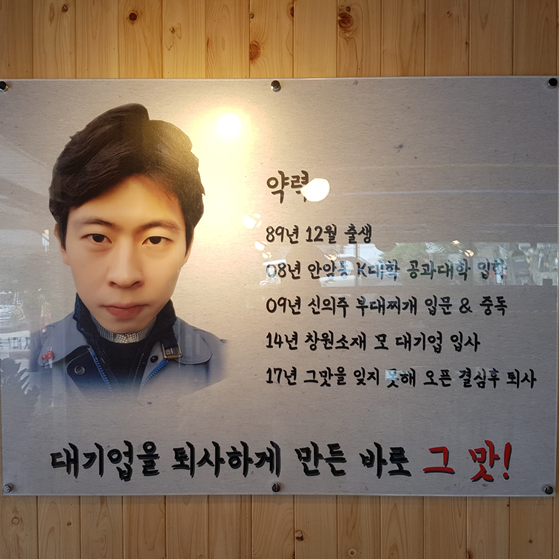 약력
89년 12월 출생
08년 안암동 K대학 공과대학 입학
09년 신의주 부대찌개 입문 & 중독
14년 창원소재 모 대기업 입사
17년 그맛을 잊지 못해 오픈 결심후 퇴사
대기업을 퇴사하게 만든 바로 그 맛!